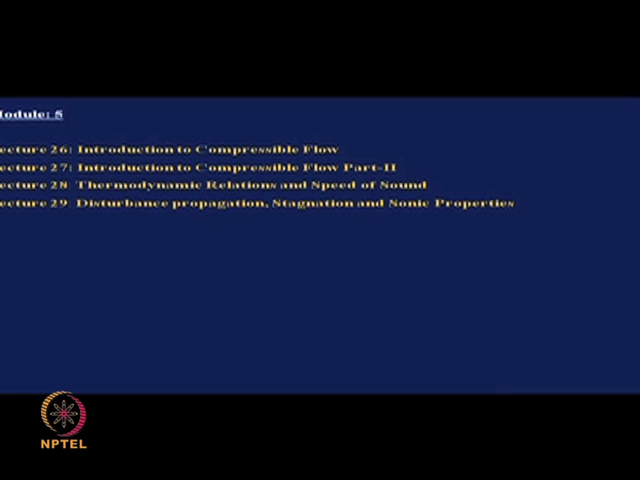 Module: 5
ecture 26: Introduction to Compressible Flow
ecture 27: Introduction to Compressible Flow Part-II
ecture 28 Thermodynamic Relations and Speed of Sound
ecture 29 Disturbance propagation, Stagnation and Sonic Properties
NPTEL